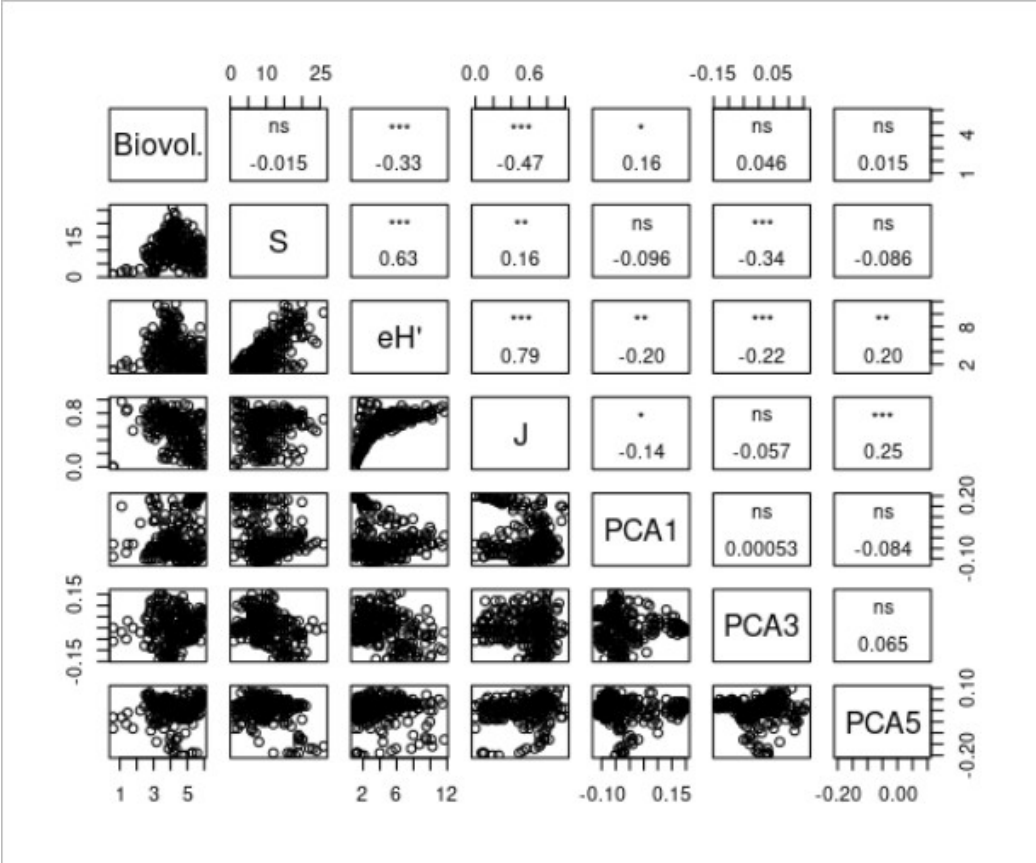 0 10 25 0.0 0.6 -0.15 0.05
Biovol. ns *** *** * ns ns
-0.015 -0.33 -0.47 0.16 0.046 0.015
1 4
S *** ** ns *** ns
0.63 0.16 -0.096 -0.34 -0.086
0 15
eH' *** ** *** **
0.79 -0.20 -0.22 0.20
2 8
J * ns ***
-0.14 -0.057 0.25
0.0 0.8
PCA1 ns ns
0.00053 -0.084
-0.10 0.20
PCA3 ns
0.065
-0.15 0.15
PCA5
-0.20 0.10
1 3 5 2 6 12 -0.10 0.15 -0.20 0.00